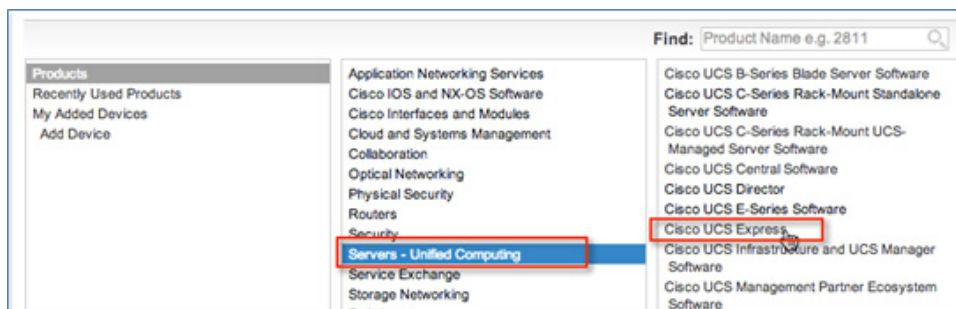 Find: Product Name e.g. 2811
Products
Recently Used Products
My Added Devices
Add Device
Application Networking Services
Cisco IOS and NX-OS Software
Cisco Interfaces and Modules
Cloud and Systems Management
Collaboration
Optical Networking
Physical Security
Routers
Security
Servers - Unified Computing
Service Exchange
Storage Networking
Cisco UCS B-Series Blade Server Software
Cisco UCS C-Series Rack-Mount Standalone
Server Software
Cisco UCS C-Series Rack-Mount UCS-
Managed Server Software
Cisco UCS Central Software
Cisco UCS Director
Cisco UCS E-Series Software
Cisco UCS Express
Cisco UCS Infrastructure and UCS Manager
Software
Cisco UCS Management Partner Ecosystem
Software